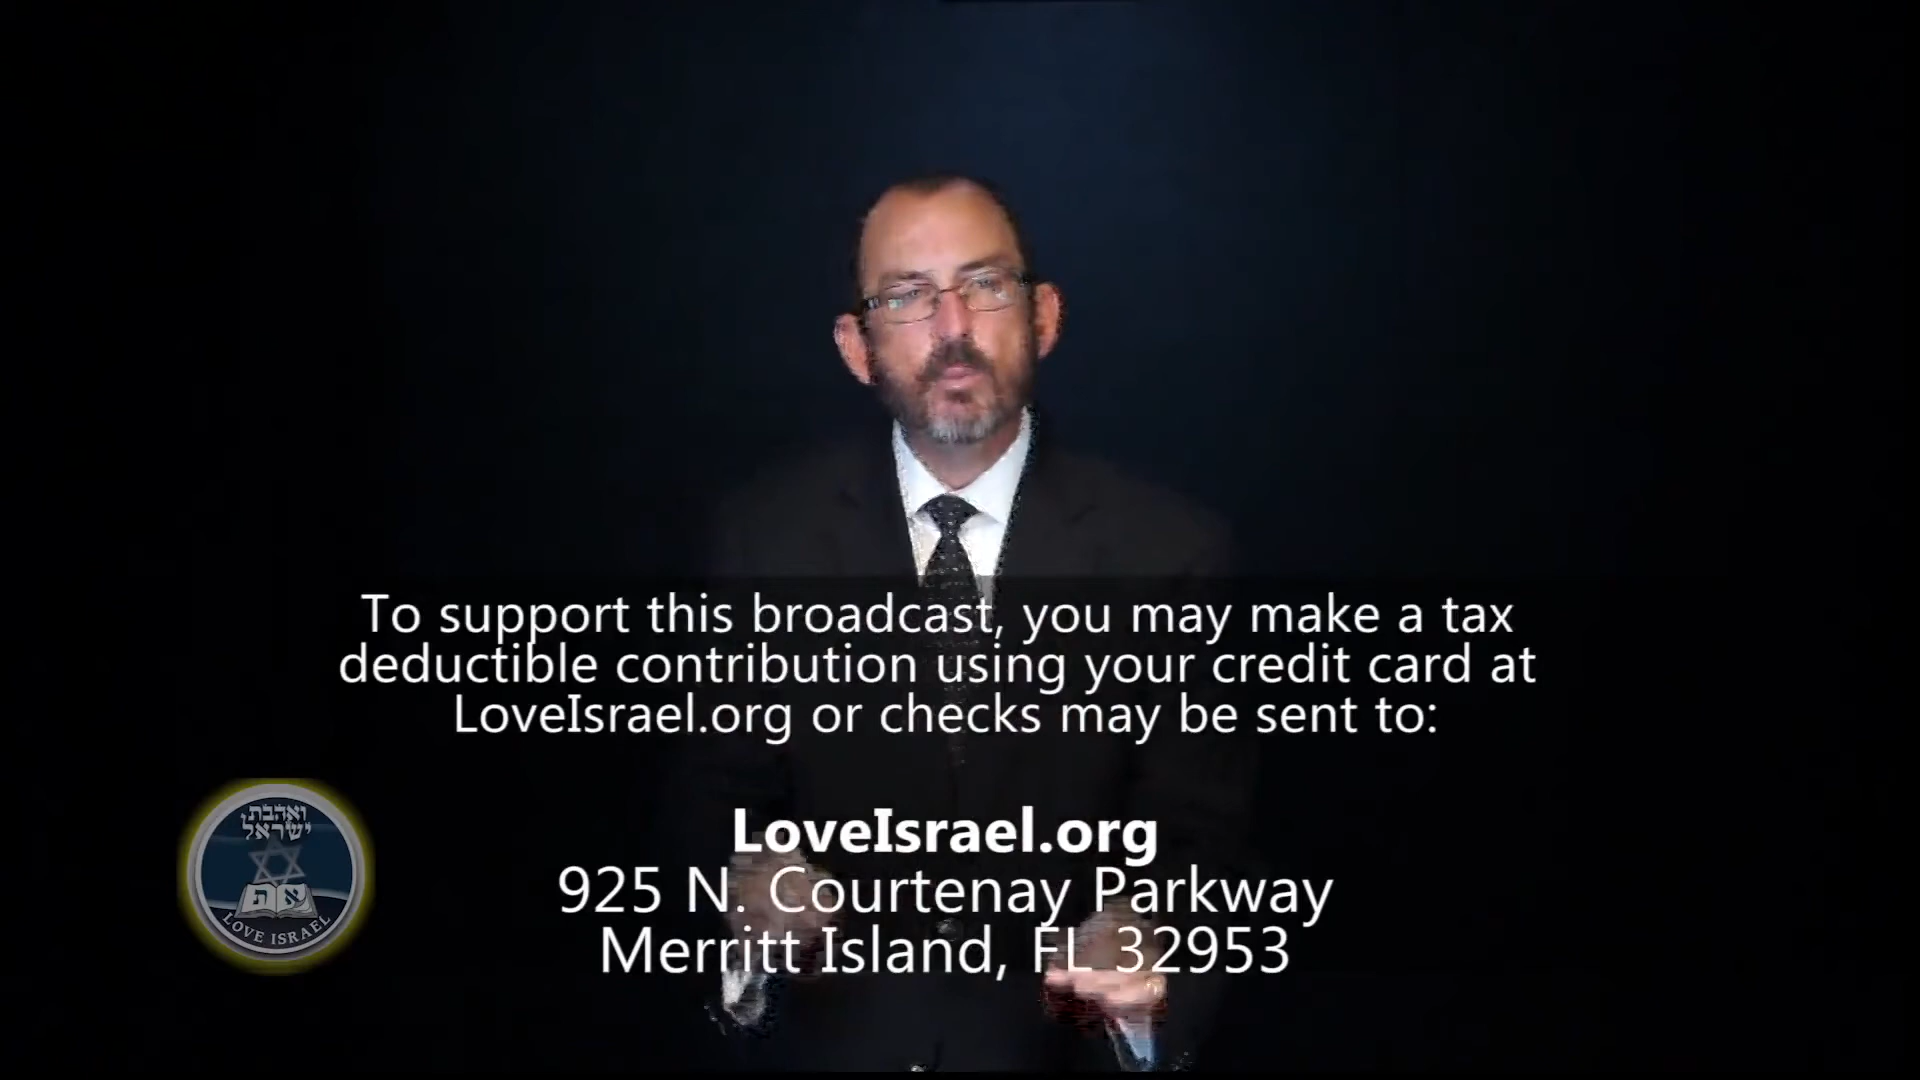 To support this broadcast, you may make a tax
deductible contribution using your credit card at
LoveIsrael.org or checks may be sent to:
LoveIsrael.org
925 N. Courtenay Parkway
Merritt Island, FL 32953
ואהבת
ישראל
את
LOVE ISRAEL